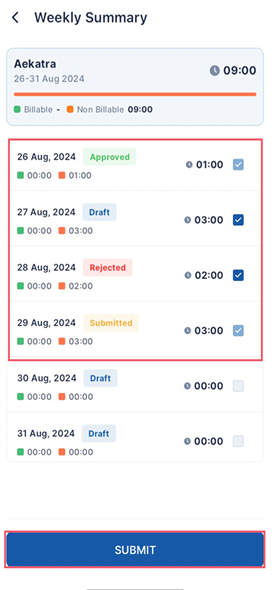 Weekly Summary
Aekatra
26-31 Aug 2024
09:00
Billable - Non Billable 09:00
26 Aug, 2024 Approved 01:00
00:00 01:00
27 Aug, 2024 Draft 03:00
00:00 03:00
28 Aug, 2024 Rejected 02:00
00:00 02:00
29 Aug, 2024 Submitted 03:00
00:00 03:00
30 Aug, 2024 Draft 00:00
00:00 00:00
31 Aug, 2024 Draft 00:00
00:00 00:00
SUBMIT